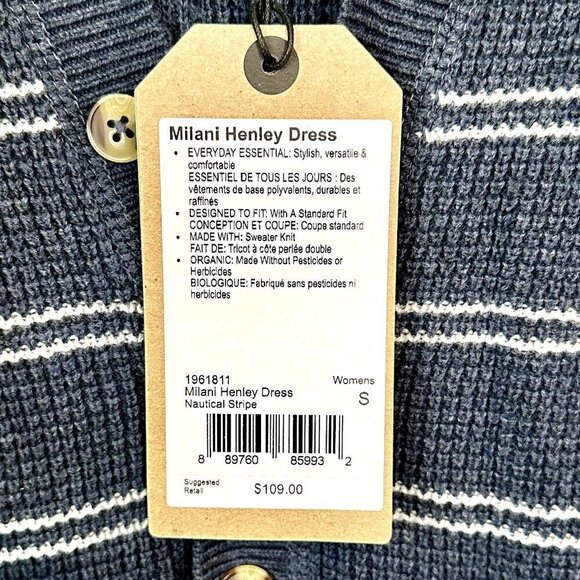 Milani Henley Dress
• EVERYDAY ESSENTIAL: Stylish, versatile &
comfortable
ESSENTIEL DE TOUS LES JOURS : Des
vêtements de base polyvalents, durables et
raffinés
• DESIGNED TO FIT: With A Standard Fit
CONCEPTION ET COUPE: Coupe standard
• MADE WITH: Sweater Knit
FAIT DE: Tricot à côte perlée double
• ORGANIC: Made Without Pesticides or
Herbicides
BIOLOGIQUE: Fabriqué sans pesticides ni
herbicides
1961811 Womens
Milani Henley Dress S
Nautical Stripe
8 89760 85993 2
Suggested
Retail $109.00